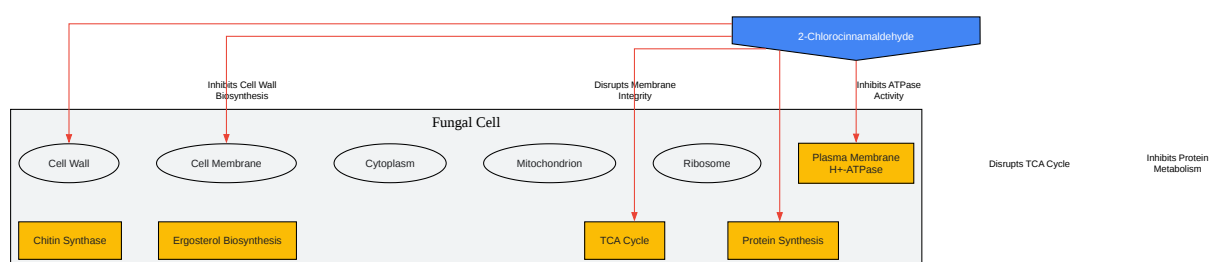 2-Chlorocinnamaldehyde
Inhibits Cell Wall
Biosynthesis
Disrupts Membrane
Integrity
Inhibits ATPase
Activity
Fungal Cell
Cell Wall
Cell Membrane
Cytoplasm
Mitochondrion
Ribosome
Plasma Membrane
H+-ATPase
Disrupts TCA Cycle
Inhibits Protein
Metabolism
Chitin Synthase
Ergosterol Biosynthesis
TCA Cycle
Protein Synthesis